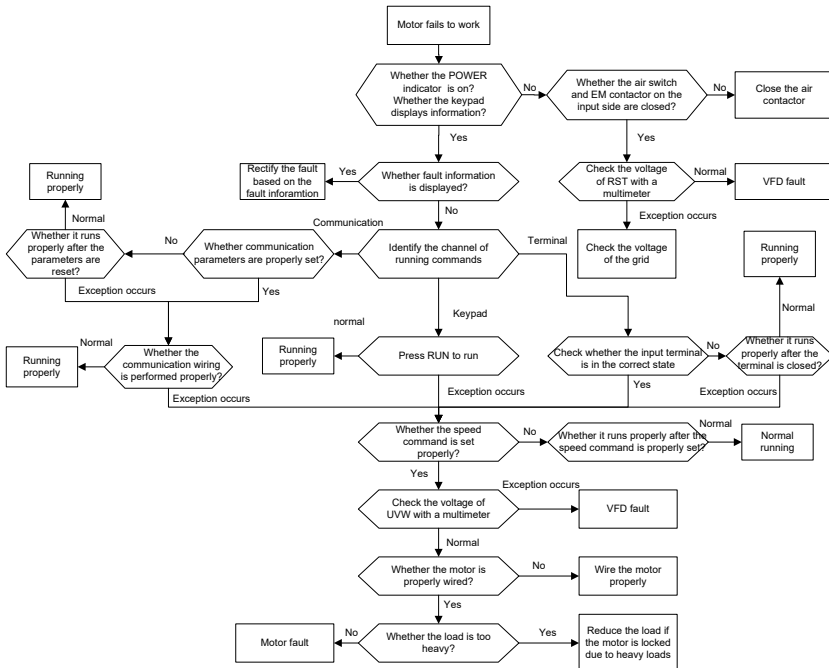 Motor fails to work
Whether the POWER
indicator is on?
Whether the keypad
displays information?
No
Whether the air switch
and EM contactor on the
input side are closed?
No
Close the air
contactor
Yes
Yes
Rectify the fault
based on the
fault inforamtion
Yes
Whether fault information
is displayed?
Check the voltage
of RST with a
multimeter
Normal
VFD fault
Running
properly
Normal
No
Exception occurs
Communication
Whether it runs
properly after the
parameters are
reset?
No
Whether communication
parameters are properly set?
Identify the channel of
running commands
Terminal
Check the voltage
of the grid
Running
properly
Exception occurs
Yes
Normal
Keypad
Normal
Running
properly
Whether the
communication wiring
is performed properly?
normal
Running
properly
Press RUN to run
Check whether the input terminal
is in the correct state
No
Whether it runs
properly after the
terminal is closed?
Exception occurs
Exception occurs
Yes
Exception occurs
Whether the speed
command is set
properly?
No
Whether it runs properly after the
speed command is properly set?
Normal
Normal
running
Yes
Exception occurs
Check the voltage of
UVW with a multimeter
VFD fault
Normal
Whether the motor
is properly wired?
No
Wire the motor
properly
Yes
Motor fault
No
Whether the load is too
heavy?
Yes
Reduce the load if
the motor is locked
due to heavy loads